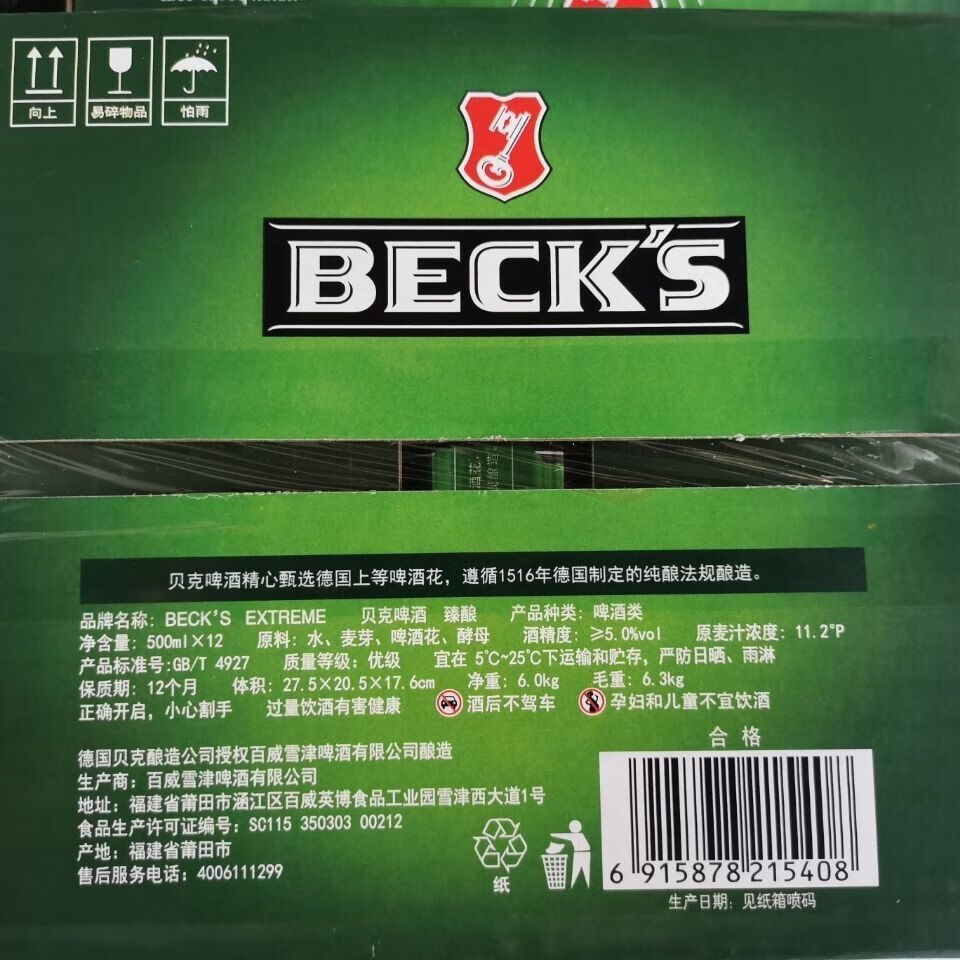 向上
易碎物品
怕雨
BECK'S
贝克啤酒精心甄选德国上等啤酒花，遵循1516年德国制定的纯酿法规酿造。
品牌名称：BECK'S EXTREME 贝克啤酒 臻酿 产品种类：啤酒类
净含量：500ml×12 原料：水、麦芽、啤酒花、酵母 酒精度：≥5.0%vol 原麦汁浓度：11.2°P
产品标准号:GB/T 4927 质量等级：优级 宜在 5℃~25℃下运输和贮存，严防日晒、雨淋
保质期：12个月 体积：27.5×20.5×17.6cm 净重：6.0kg 毛重：6.3kg
正确开启，小心割手 过量饮酒有害健康 酒后不驾车 孕妇和儿童不宜饮酒
合格
德国贝克酿造公司授权百威雪津啤酒有限公司酿造
生产商：百威雪津啤酒有限公司
地址：福建省莆田市涵江区百威英博食品工业园雪津西大道1号
食品生产许可证编号：SC115 350303 00212
产地：福建省莆田市
售后服务电话：4006111299
纸
6 915878 215408
生产日期：见纸箱喷码